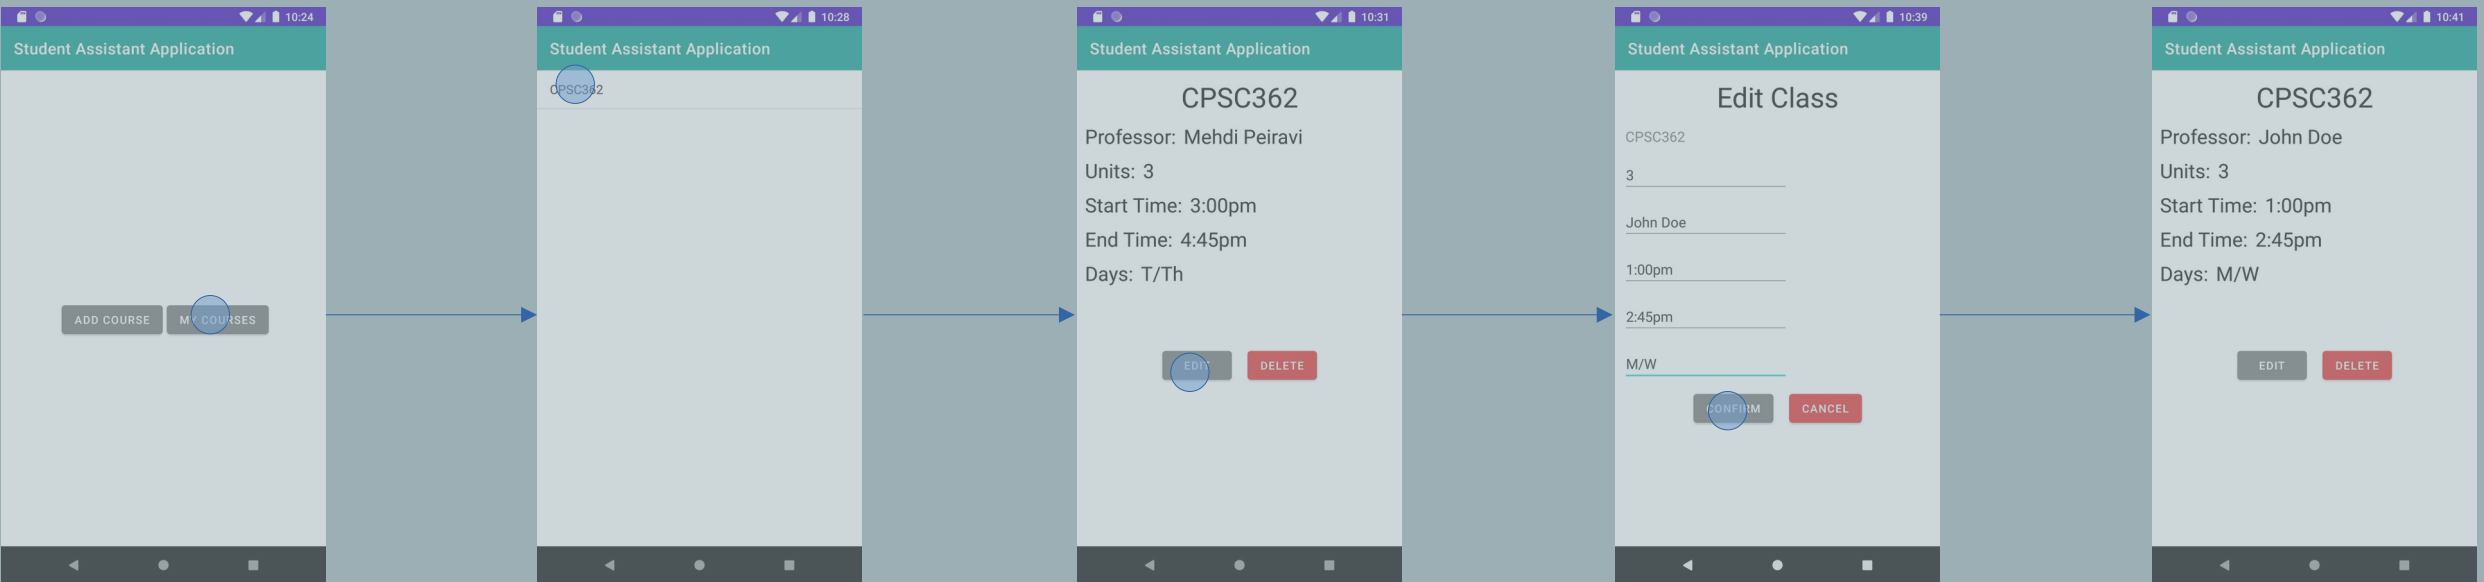 10:24
Student Assistant Application
ADD COURSE
MY COURSES
10:28
Student Assistant Application
CPSC362
10:31
Student Assistant Application
CPSC362
Professor: Mehdi Peiravi
Units: 3
Start Time: 3:00pm
End Time: 4:45pm
Days: T/Th
EDIT
DELETE
10:39
Student Assistant Application
Edit Class
CPSC362
3
John Doe
1:00pm
2:45pm
M/W
CONFIRM
CANCEL
10:41
Student Assistant Application
CPSC362
Professor: John Doe
Units: 3
Start Time: 1:00pm
End Time: 2:45pm
Days: M/W
EDIT
DELETE